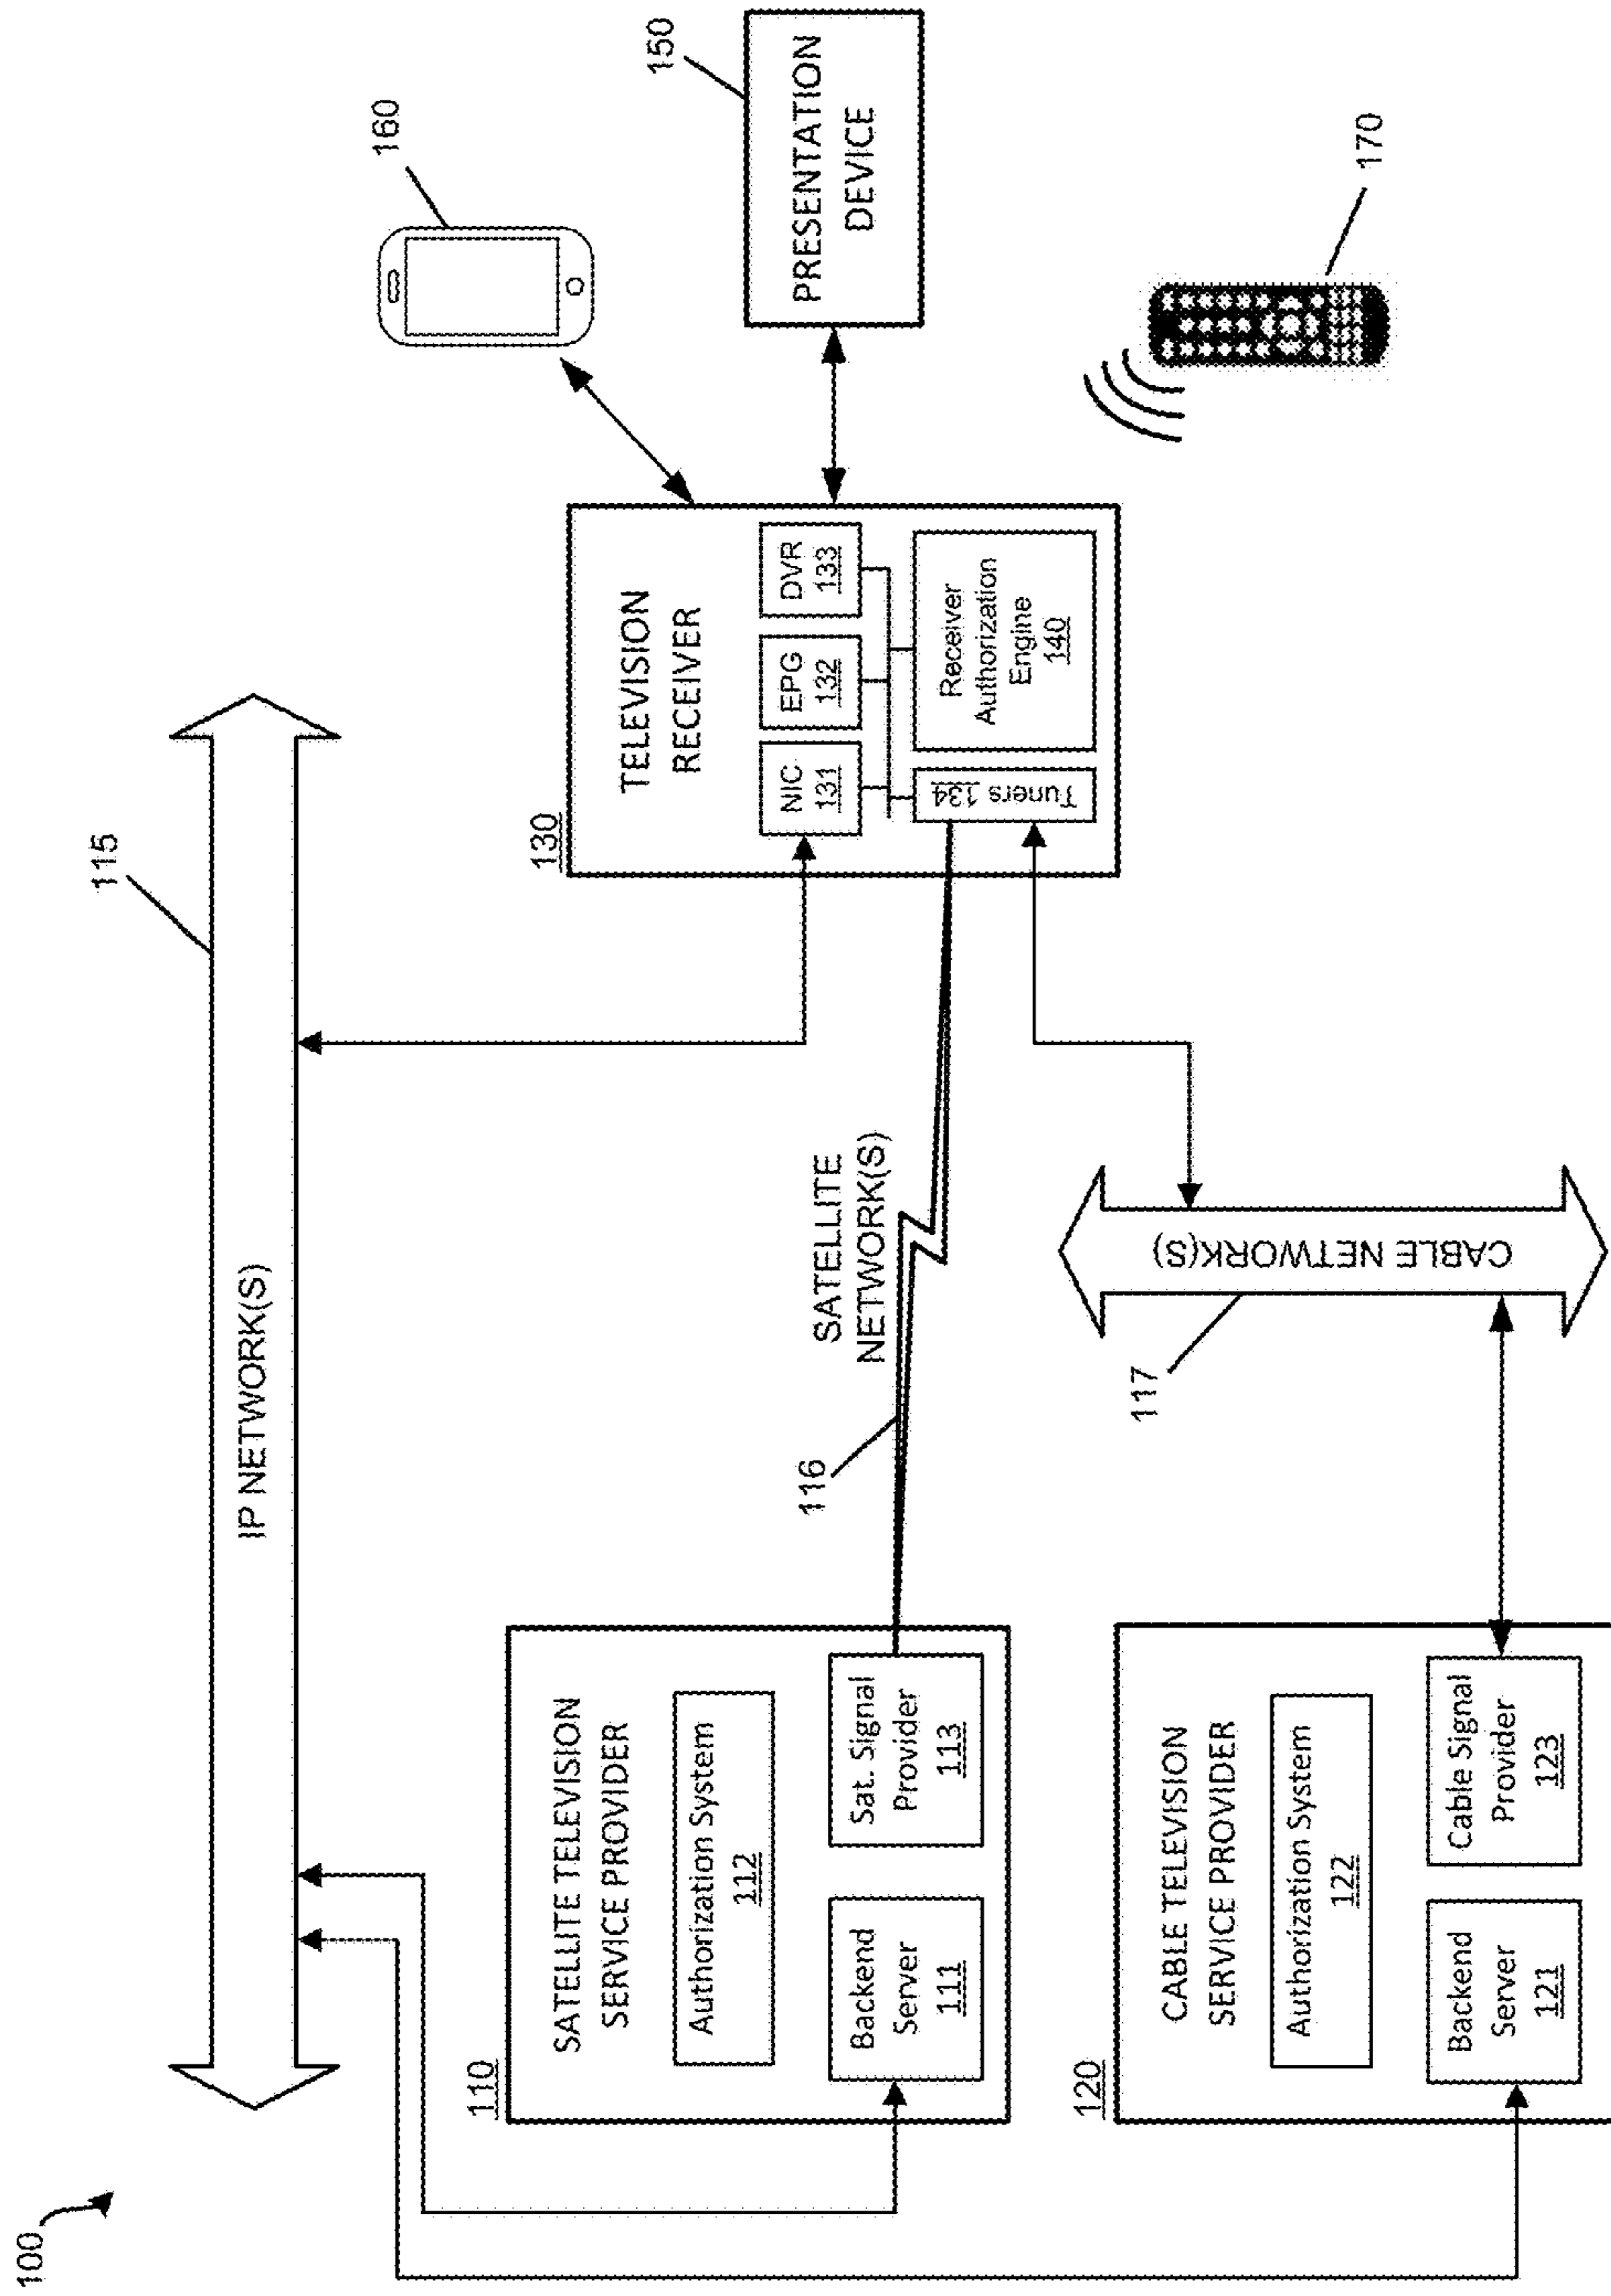 100
115
IP NETWORK(S)
110
SATELLITE TELEVISION
SERVICE PROVIDER
Authorization System
112
Backend
Server
111
Sat. Signal
Provider
113
116
SATELLITE
NETWORK(S)
120
CABLE TELEVISION
SERVICE PROVIDER
Authorization System
122
Backend
Server
121
Cable Signal
Provider
123
117
CABLE NETWORK(S)
130
TELEVISION
RECEIVER
NIC
131
EPG
132
DVR
133
Tuners 134
Receiver
Authorization
Engine
140
160
150
PRESENTATION
DEVICE
170